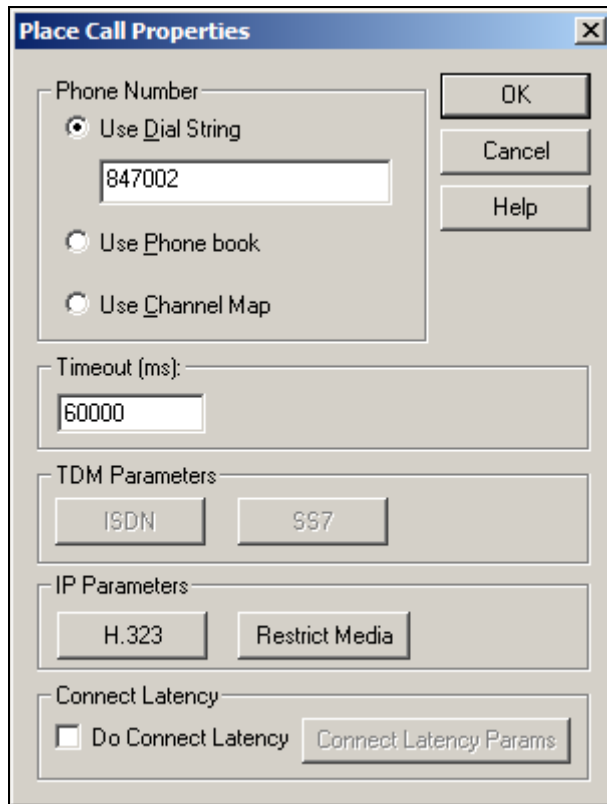 Place Call Properties
Phone Number
Use Dial String
847002
Use Phone book
Use Channel Map
OK
Cancel
Help
Timeout (ms):
60000
TDM Parameters
ISDN SS7
IP Parameters
H.323 Restrict Media
Connect Latency
Do Connect Latency Connect Latency Params